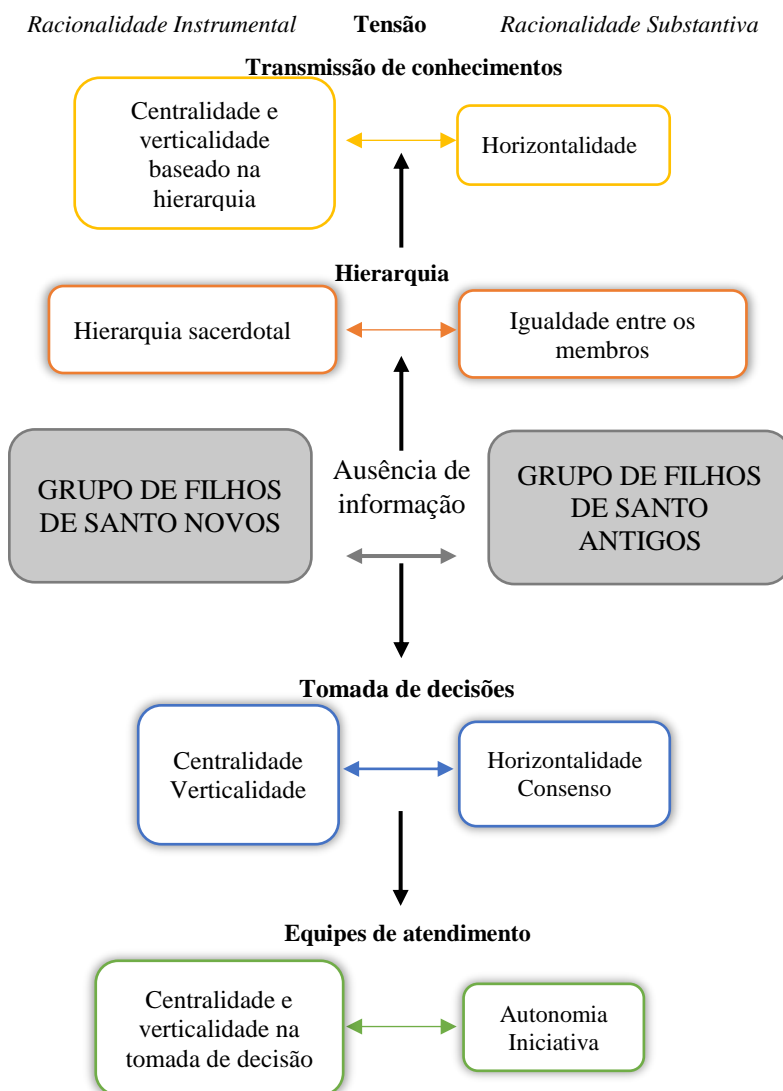 Racionalidade Instrumental Tensão Racionalidade Substantiva
Transmissão de conhecimentos
Centralidade e
verticalidade
baseado na
hierarquia
Horizontalidade
Hierarquia
Hierarquia sacerdotal
Igualdade entre os
membros
GRUPO DE FILHOS
DE SANTO NOVOS
Ausência de
informação
GRUPO DE FILHOS
DE SANTO
ANTIGOS
Tomada de decisões
Centralidade
Verticalidade
Horizontalidade
Consenso
Equipes de atendimento
Centralidade e
verticalidade na
tomada de decisão
Autonomia
Iniciativa